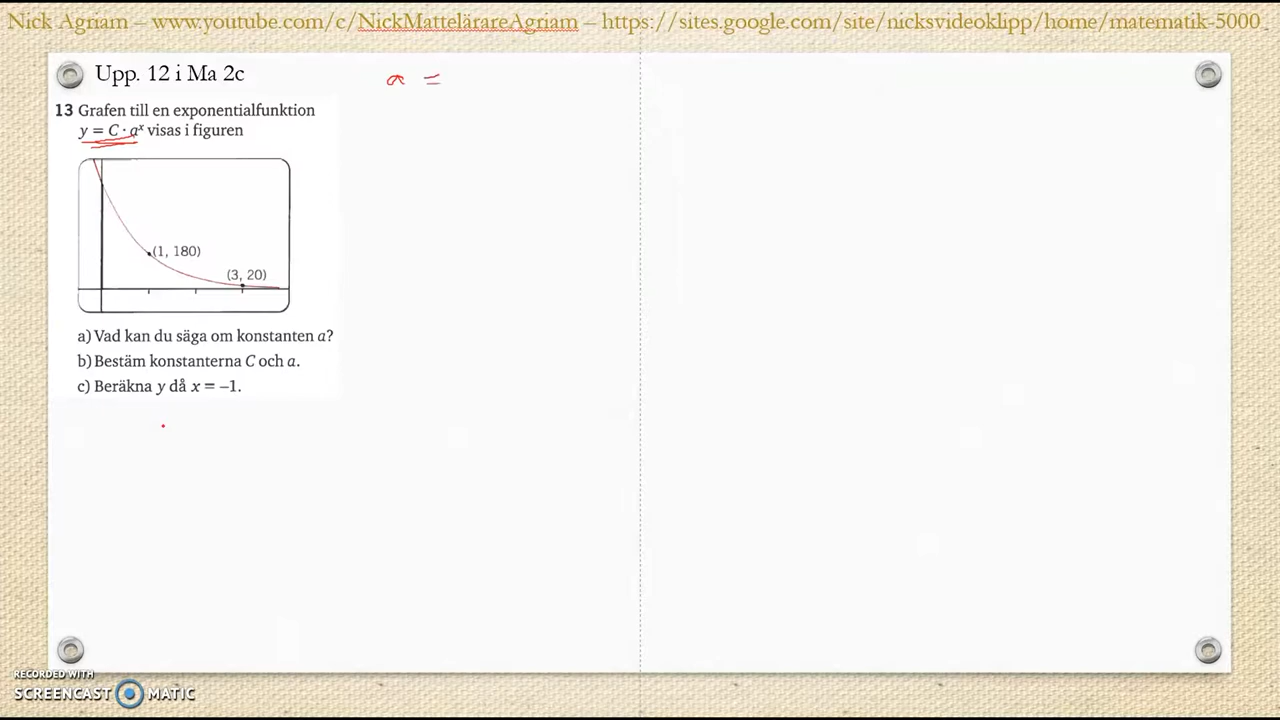 Nick Agriam – www.youtube.com/c/NickMattelärareAgriam – https://sites.google.com/site/nicksvideoklipp/home/matematik-5000
Upp. 12 i Ma 2c
a =
13 Grafen till en exponentialfunktion
y = C · aˣ visas i figuren
(1, 180)
(3, 20)
a) Vad kan du säga om konstanten a?
b) Bestäm konstanterna C och a.
c) Beräkna y då x = –1.
RECORDED WITH
SCREENCAST MATIC